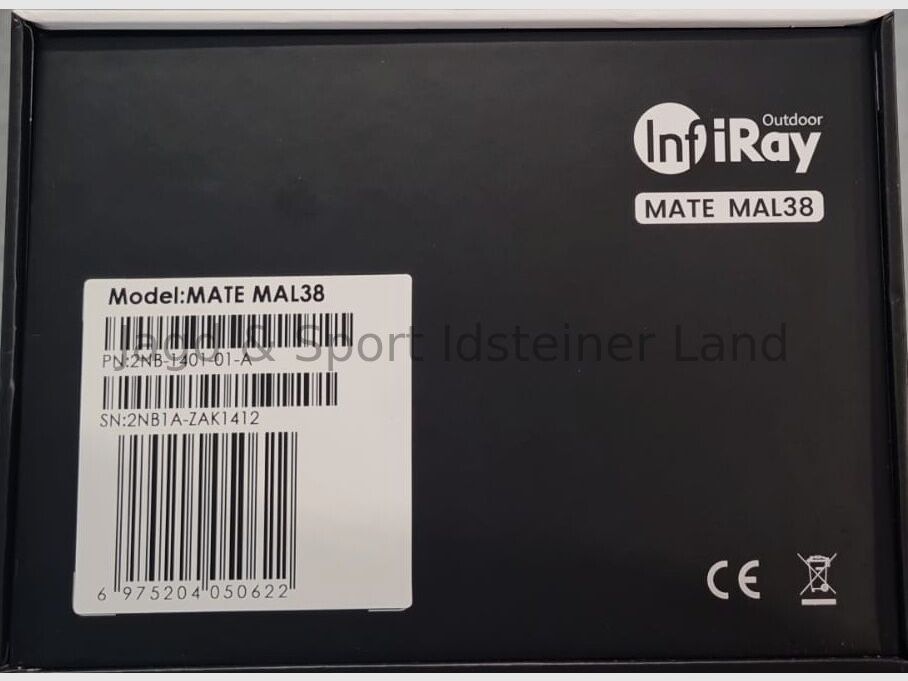 Outdoor
InfiRay
MATE MAL38
Model:MATE MAL38
Jagd & Sport Idsteiner Land
PN:2NB-1401-01-A
SN:2NB1A-ZAK1412
6 975204 050622
CE